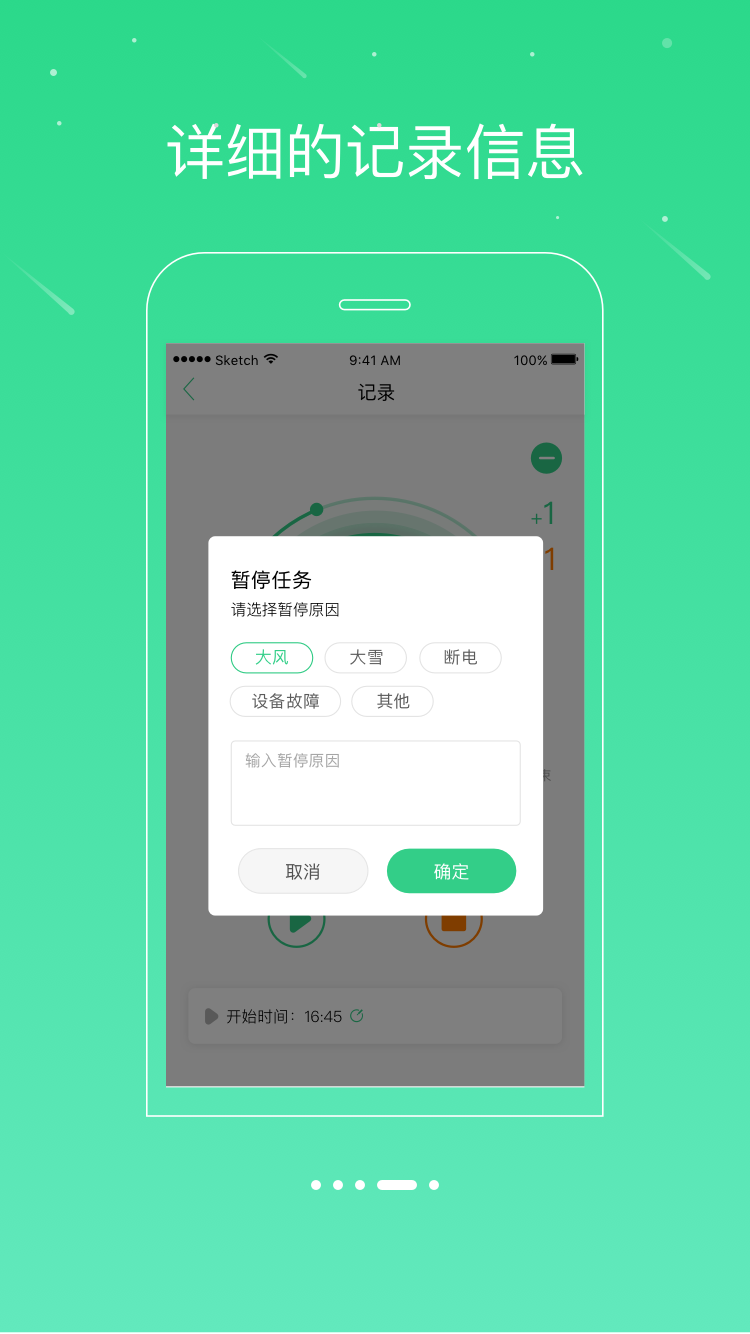 详细的记录信息
Sketch 9:41 AM 100%
记录
+1
1
暂停任务
请选择暂停原因
大风 大雪 断电
设备故障 其他
输入暂停原因
束
取消 确定
开始时间：16:45